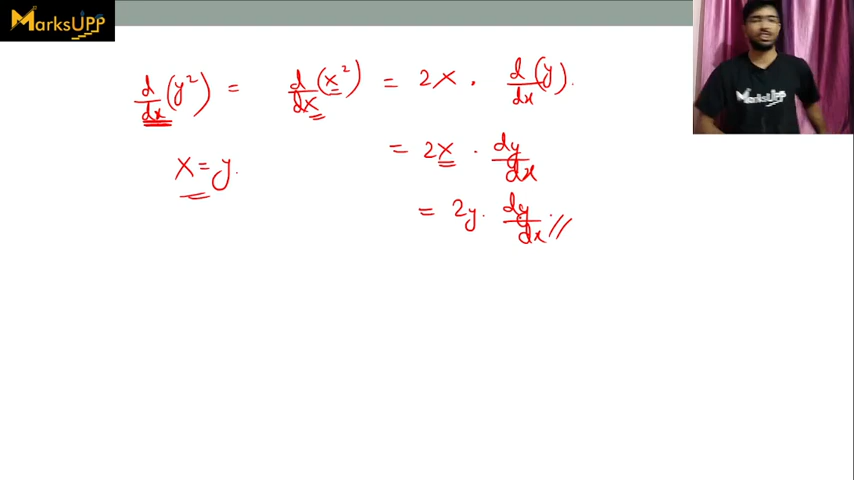 MarksUPP
d/dx (y²) = d/dx (x²) = 2x · d/dx (y).
x = y.
= 2x · dy/dx
= 2y · dy/dx //
MarksUPP